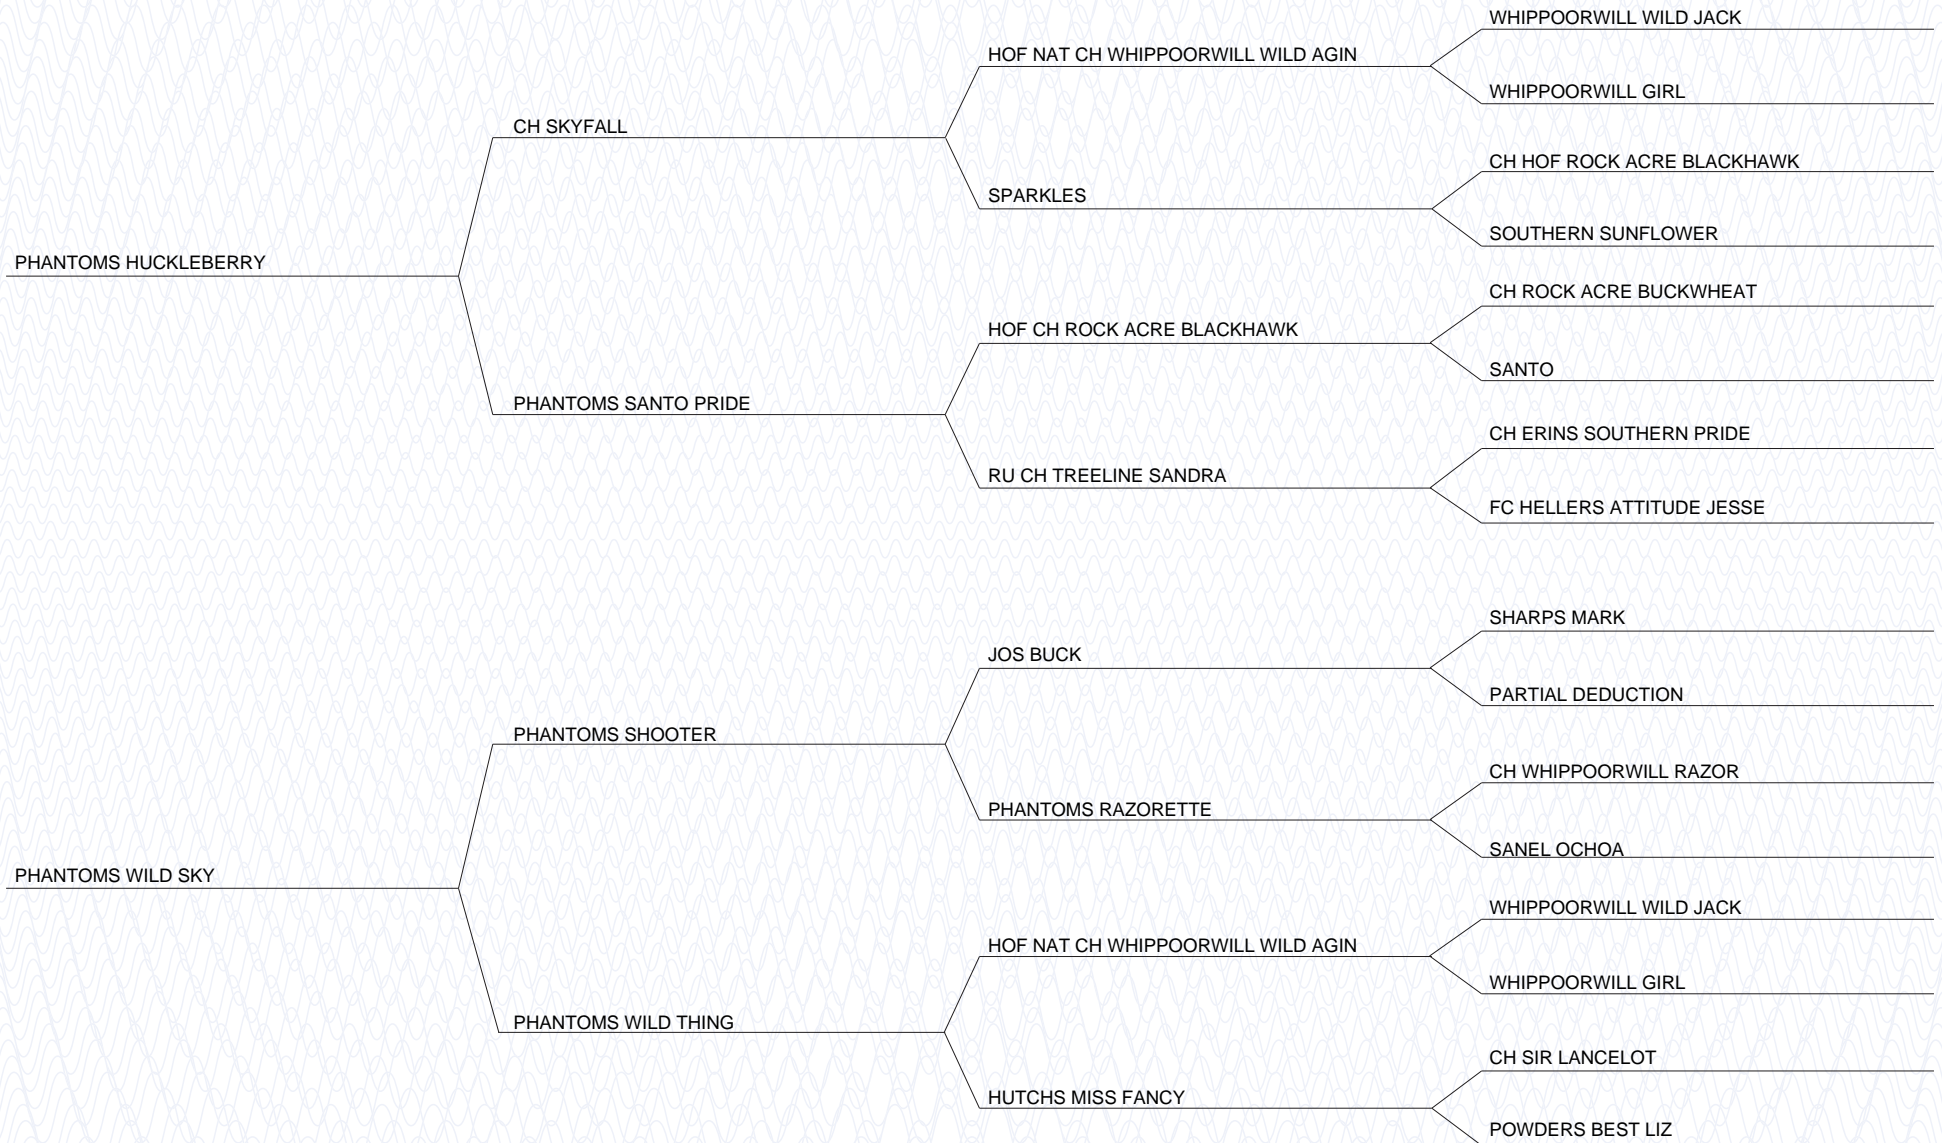 WHIPPOORWILL WILD JACK
HOF NAT CH WHIPPOORWILL WILD AGIN
WHIPPOORWILL GIRL
CH SKYFALL
CH HOF ROCK ACRE BLACKHAWK
SPARKLES
SOUTHERN SUNFLOWER
PHANTOMS HUCKLEBERRY
CH ROCK ACRE BUCKWHEAT
HOF CH ROCK ACRE BLACKHAWK
SANTO
PHANTOMS SANTO PRIDE
CH ERINS SOUTHERN PRIDE
RU CH TREELINE SANDRA
FC HELLERS ATTITUDE JESSE
SHARPS MARK
JOS BUCK
PARTIAL DEDUCTION
PHANTOMS SHOOTER
CH WHIPPOORWILL RAZOR
PHANTOMS RAZORETTE
SANEL OCHOA
PHANTOMS WILD SKY
WHIPPOORWILL WILD JACK
HOF NAT CH WHIPPOORWILL WILD AGIN
WHIPPOORWILL GIRL
PHANTOMS WILD THING
CH SIR LANCELOT
HUTCHS MISS FANCY
POWDERS BEST LIZ